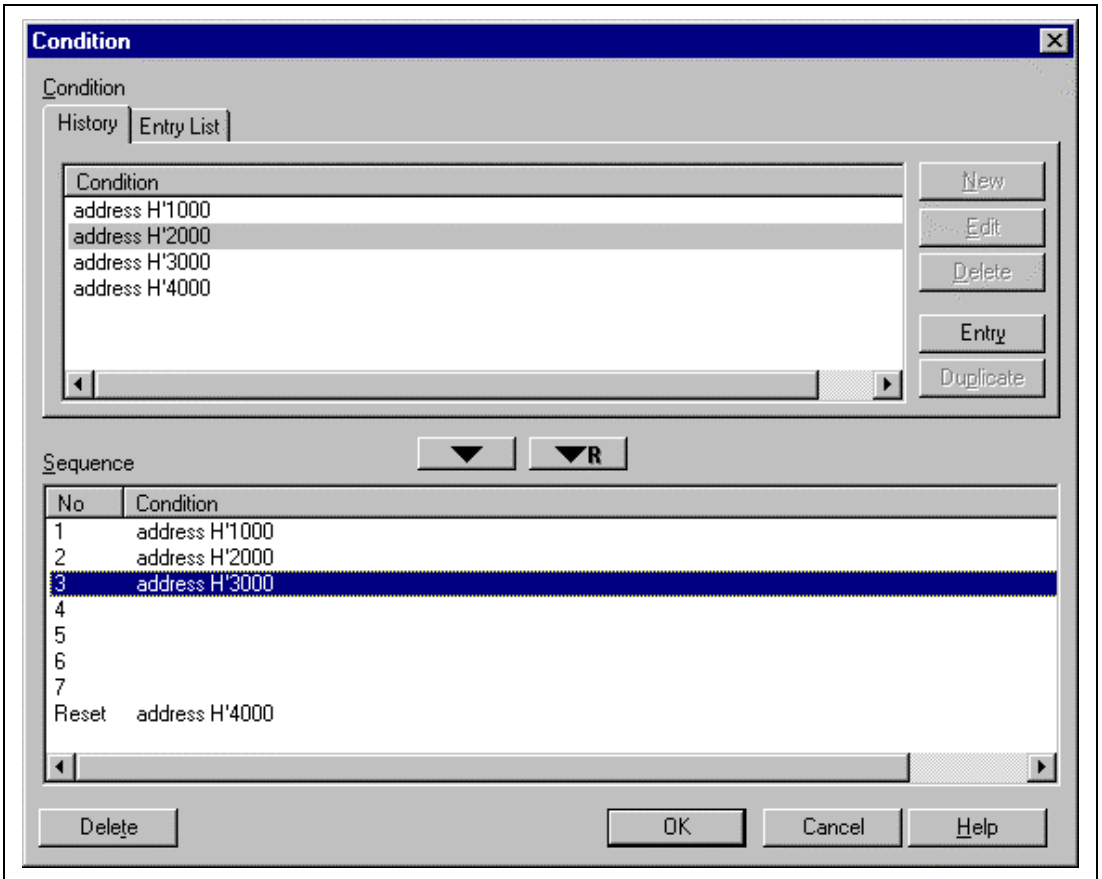 Condition
Condition
History Entry List
Condition
address H'1000
address H'2000
address H'3000
address H'4000
New
Edit
Delete
Entry
Duplicate
R
Sequence
No Condition
1 address H'1000
2 address H'2000
3 address H'3000
4
5
6
7
Reset address H'4000
Delete OK Cancel Help